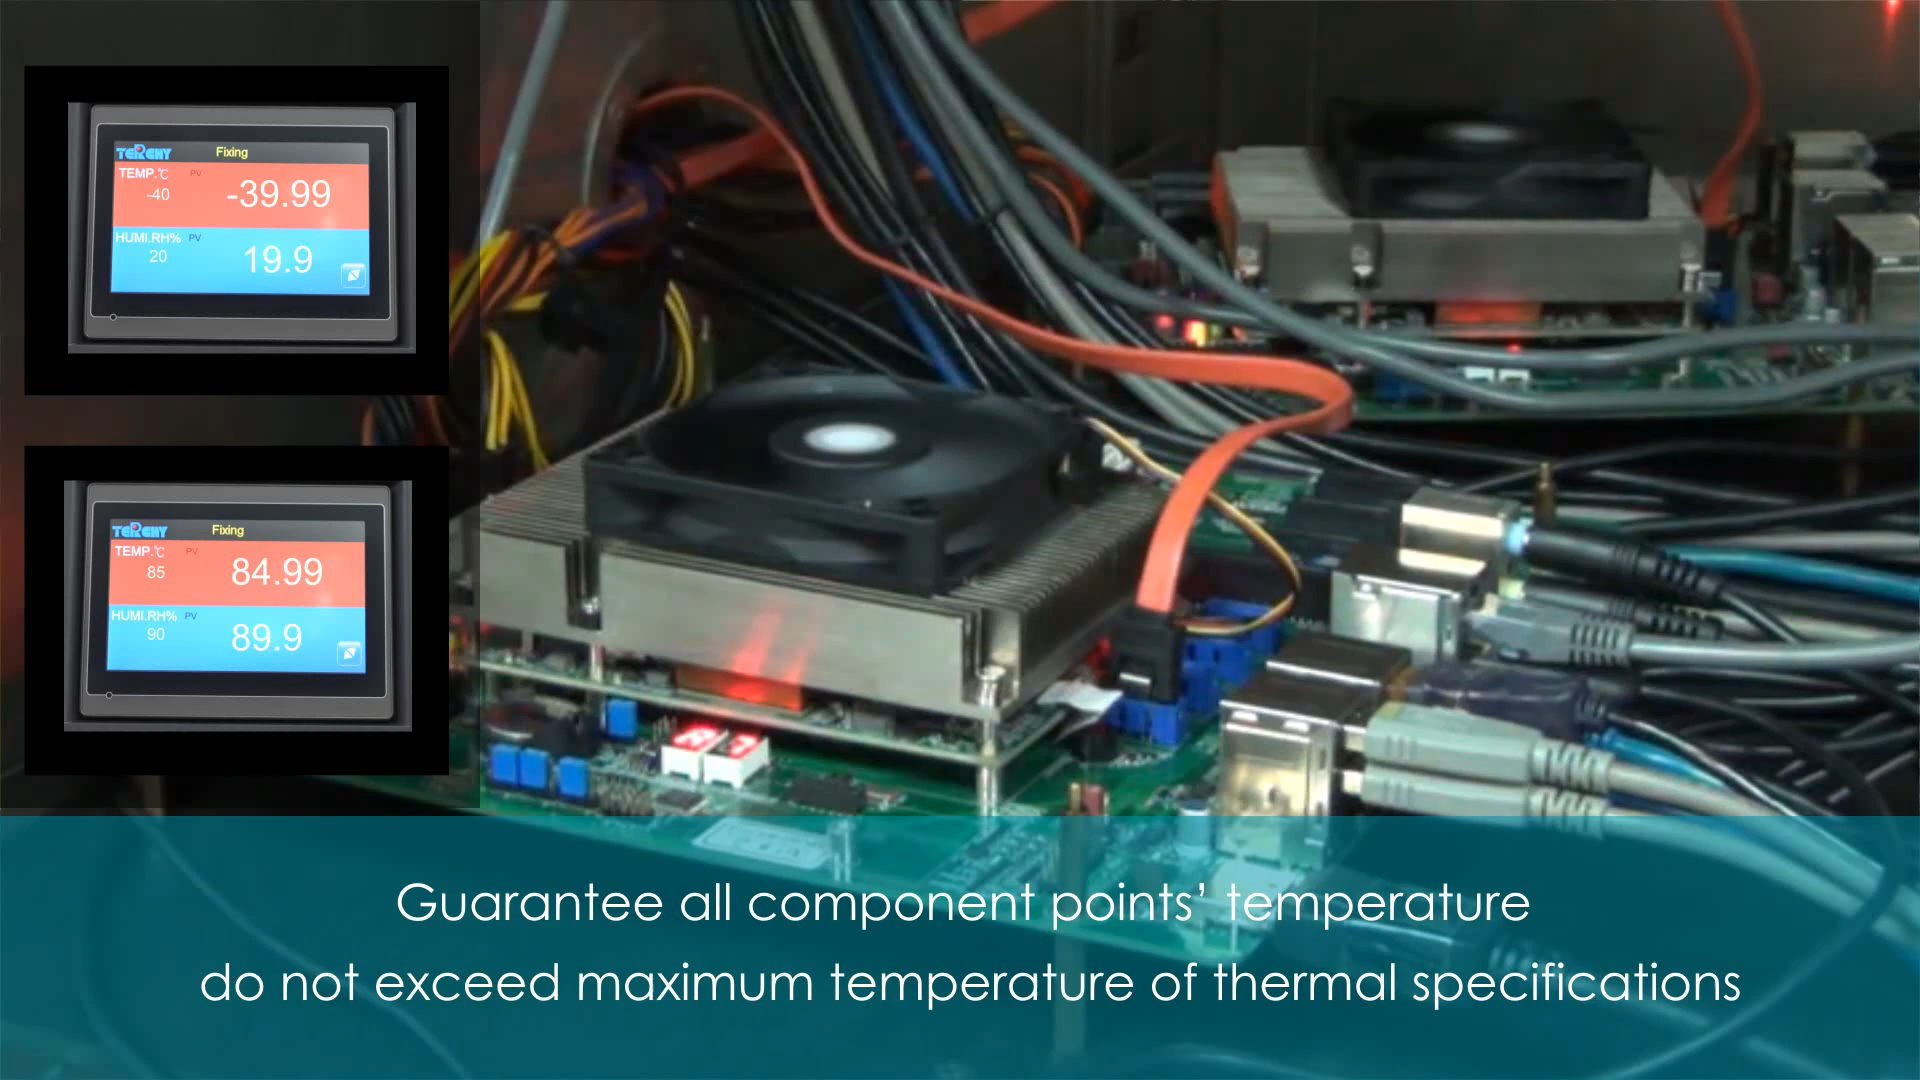 TERCHY Fixing
TEMP.℃ PV
-40 -39.99
HUMI.RH% PV
20 19.9
TERCHY Fixing
TEMP.℃ PV
85 84.99
HUMI.RH% PV
90 89.9
Guarantee all component points’ temperature
do not exceed maximum temperature of thermal specifications